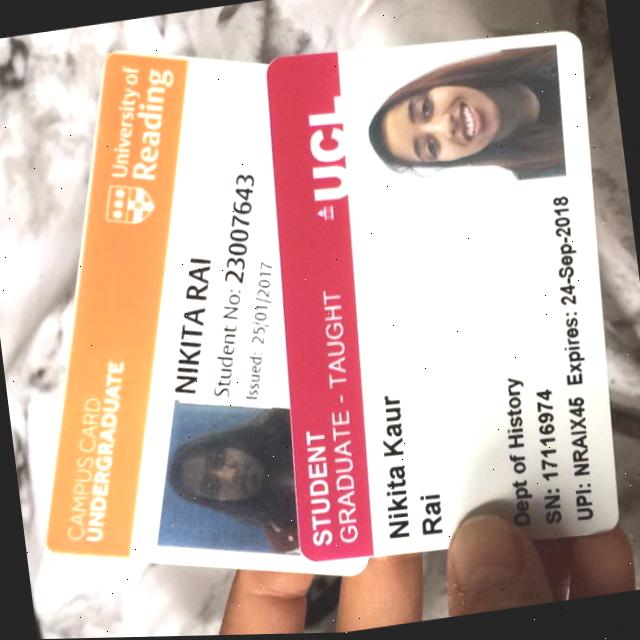 CAMPUS CARD
UNDERGRADUATE
University of
Reading
NIKITA RAI
Student No: 23007643
Issued: 25/01/2017
STUDENT
GRADUATE - TAUGHT
UCL
Nikita Kaur
Rai
Dept of History
SN: 17116974
UPI: NRAIX45 Expires: 24-Sep-2018